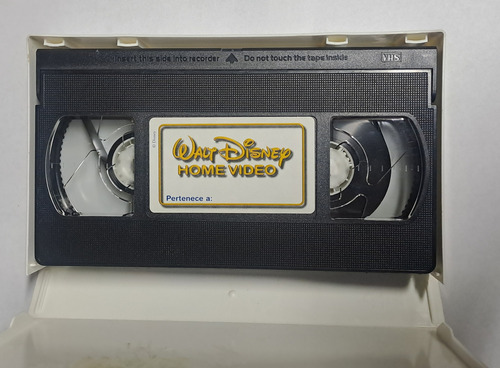 Insert this side into recorder Do not touch the tape inside VHS
WALT DISNEY
HOME VIDEO
Pertenece a: